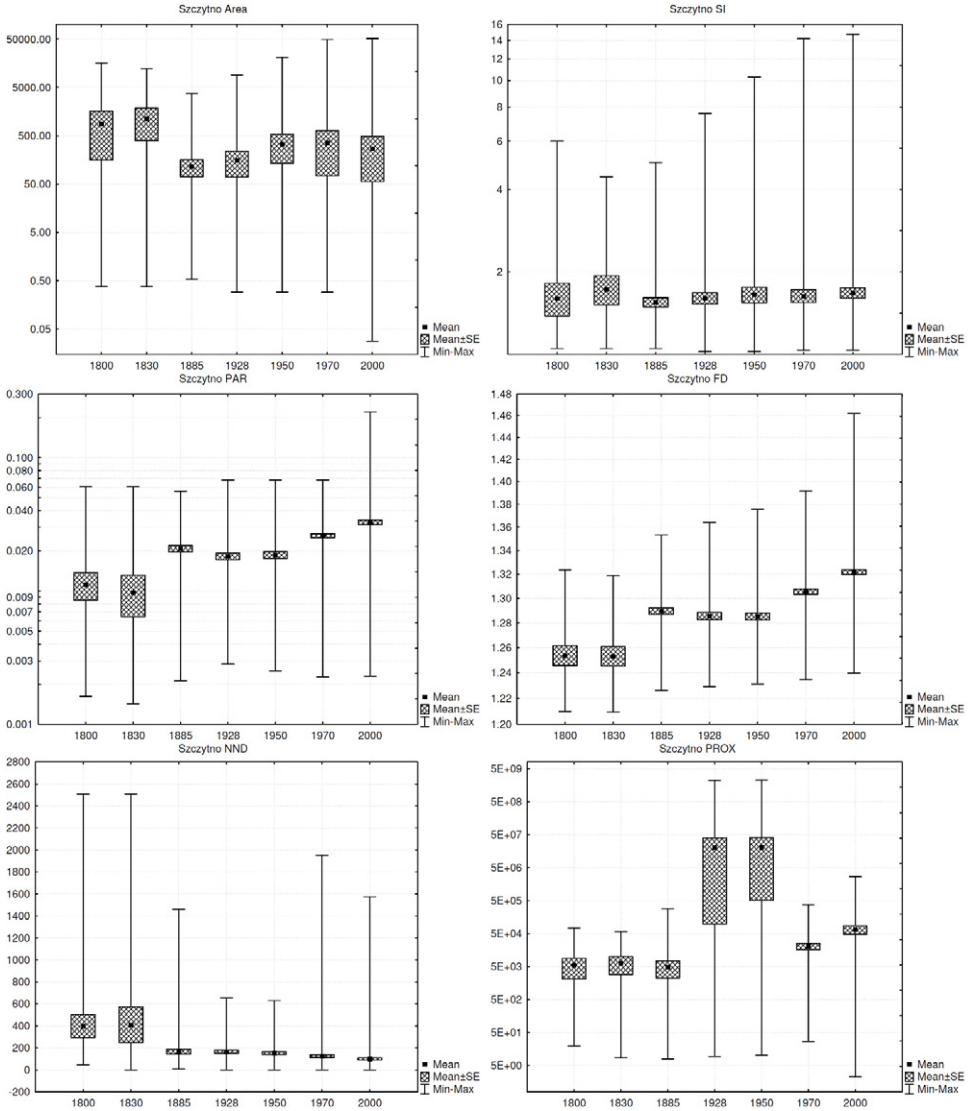 Szczytno Area
50000.00
5000.00
500.00
50.00
5.00
0.50
0.05
1800 1830 1885 1928 1950 1970 2000
Mean
Mean±SE
Min-Max
Szczytno SI
16
14
12
10
8
6
4
2
1800 1830 1885 1928 1950 1970 2000
Mean
Mean±SE
Min-Max
Szczytno PAR
0.300
0.100
0.080
0.060
0.040
0.020
0.009
0.007
0.005
0.003
0.001
1800 1830 1885 1928 1950 1970 2000
Mean
Mean±SE
Min-Max
Szczytno FD
1.48
1.46
1.44
1.42
1.40
1.38
1.36
1.34
1.32
1.30
1.28
1.26
1.24
1.22
1.20
1800 1830 1885 1928 1950 1970 2000
Mean
Mean±SE
Min-Max
Szczytno NND
2800
2600
2400
2200
2000
1800
1600
1400
1200
1000
800
600
400
200
0
-200
1800 1830 1885 1928 1950 1970 2000
Mean
Mean±SE
Min-Max
Szczytno PROX
5E+09
5E+08
5E+07
5E+06
5E+05
5E+04
5E+03
5E+02
5E+01
5E+00
1800 1830 1885 1928 1950 1970 2000
Mean
Mean±SE
Min-Max